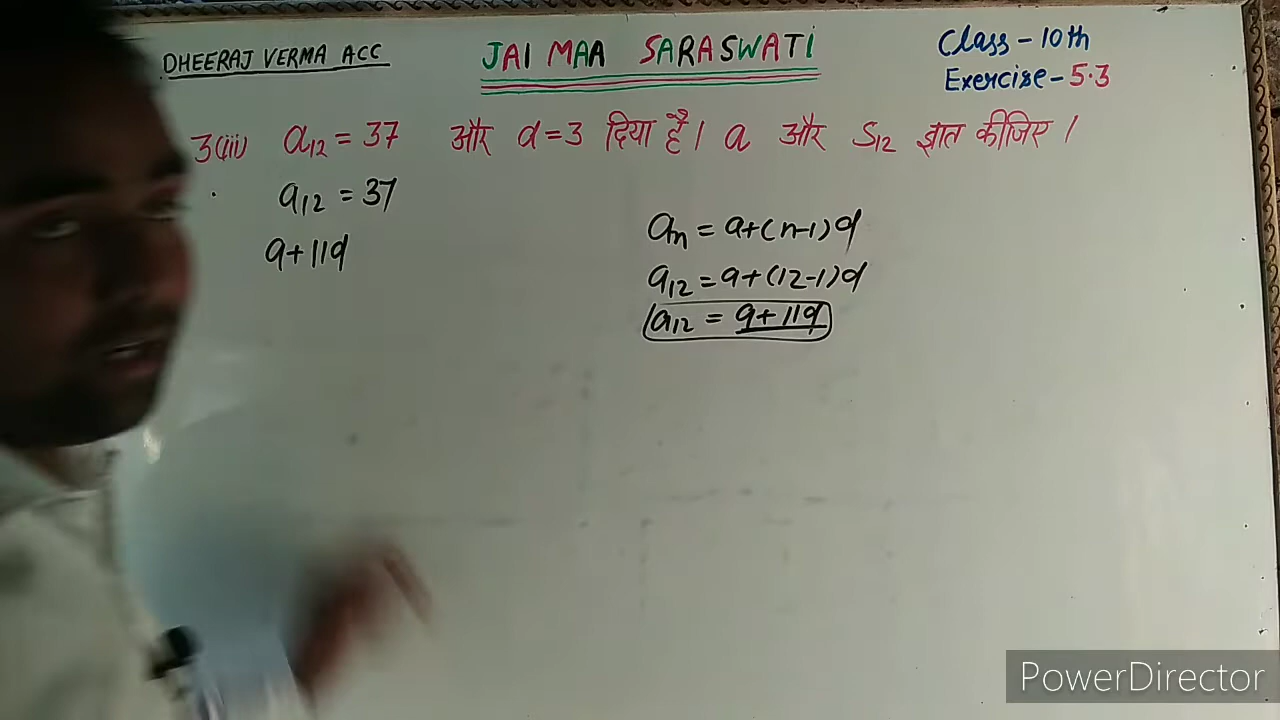 DHEERAJ VERMA ACC
JAI MAA SARASWATI
Class - 10th
Exercise - 5.3
3(iii) a₁₂ = 37 और d = 3 दिया है। a और S₁₂ ज्ञात कीजिए।
a₁₂ = 37
a + 11d
aₙ = a + (n-1)d
a₁₂ = a + (12-1)d
a₁₂ = a + 11d
PowerDirector